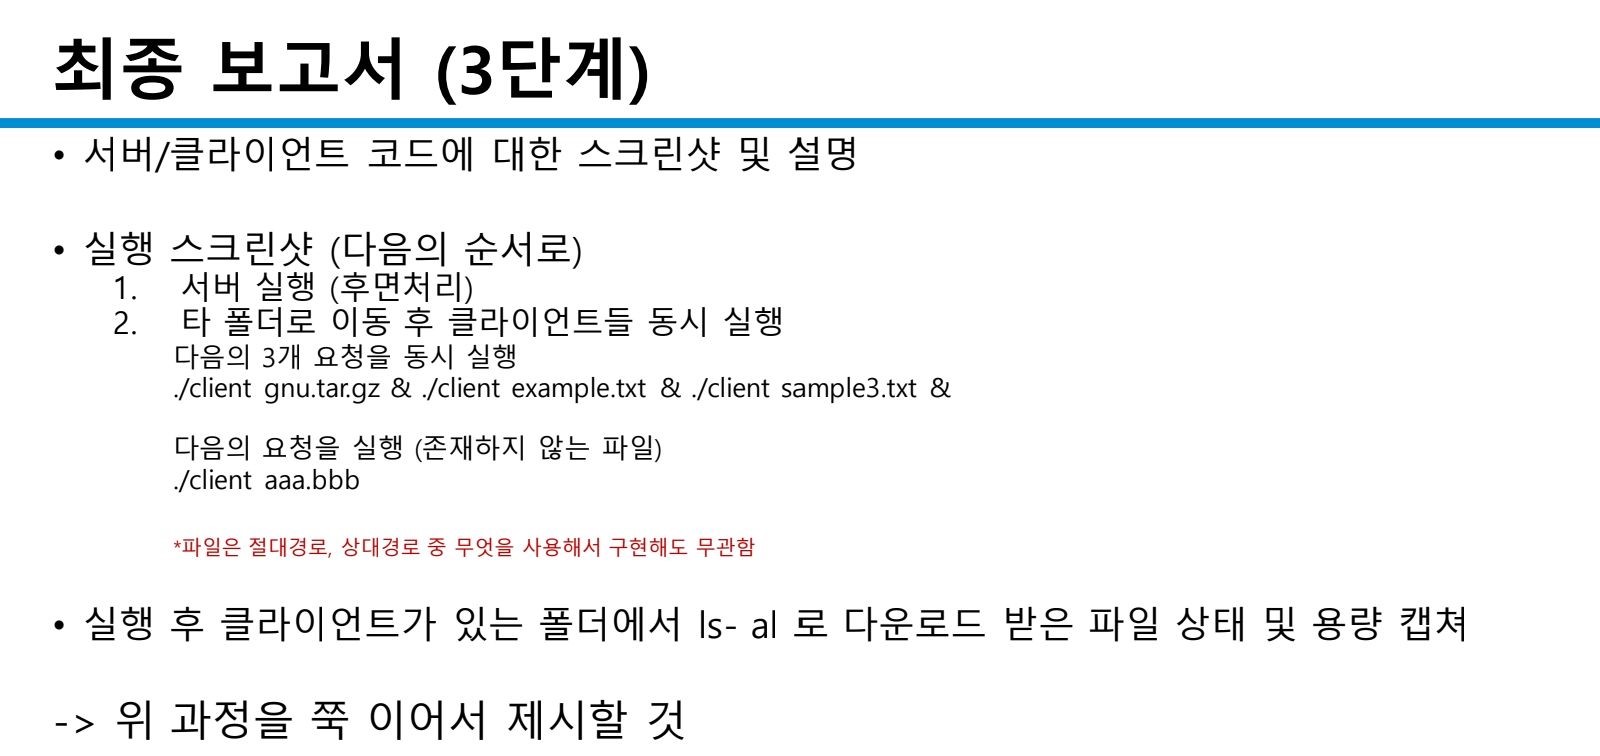 최종 보고서 (3단계)
• 서버/클라이언트 코드에 대한 스크린샷 및 설명
• 실행 스크린샷 (다음의 순서로)
1. 서버 실행 (후면처리)
2. 타 폴더로 이동 후 클라이언트들 동시 실행
다음의 3개 요청을 동시 실행
./client gnu.tar.gz & ./client example.txt & ./client sample3.txt &
다음의 요청을 실행 (존재하지 않는 파일)
./client aaa.bbb
*파일은 절대경로, 상대경로 중 무엇을 사용해서 구현해도 무관함
• 실행 후 클라이언트가 있는 폴더에서 ls- al 로 다운로드 받은 파일 상태 및 용량 캡쳐
-> 위 과정을 쭉 이어서 제시할 것